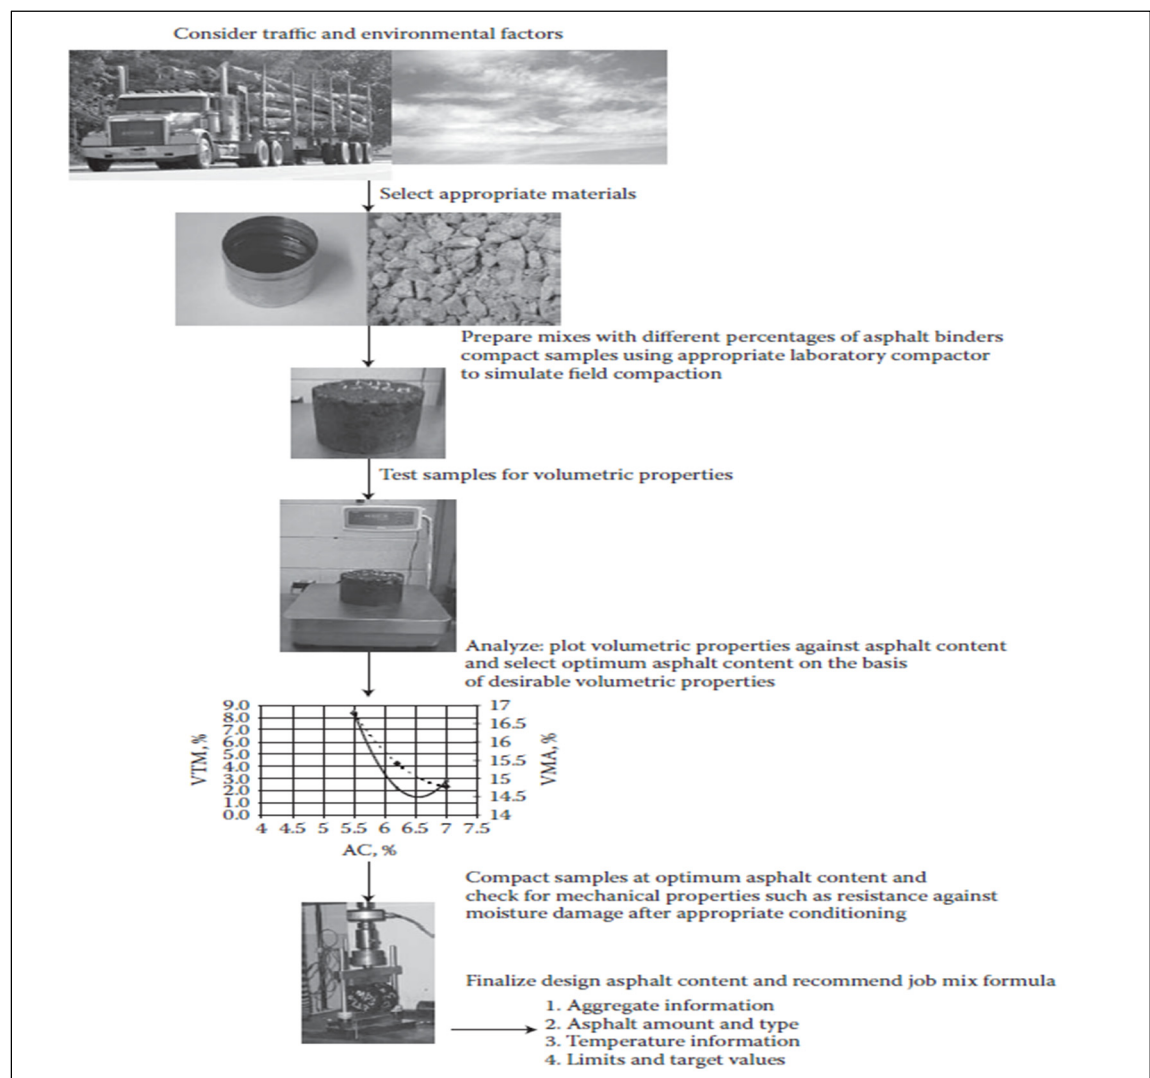 Consider traffic and environmental factors
Select appropriate materials
Prepare mixes with different percentages of asphalt binders
compact samples using appropriate laboratory compactor
to simulate field compaction
Test samples for volumetric properties
Analyze: plot volumetric properties against asphalt content
and select optimum asphalt content on the basis
of desirable volumetric properties
9.0
8.0
7.0
6.0
5.0
4.0
3.0
2.0
1.0
0.0
VTM, %
17
16.5
16
15.5
15
14.5
14
VMA, %
4 4.5 5 5.5 6 6.5 7 7.5
AC, %
Compact samples at optimum asphalt content and
check for mechanical properties such as resistance against
moisture damage after appropriate conditioning
Finalize design asphalt content and recommend job mix formula
1. Aggregate information
2. Asphalt amount and type
3. Temperature information
4. Limits and target values